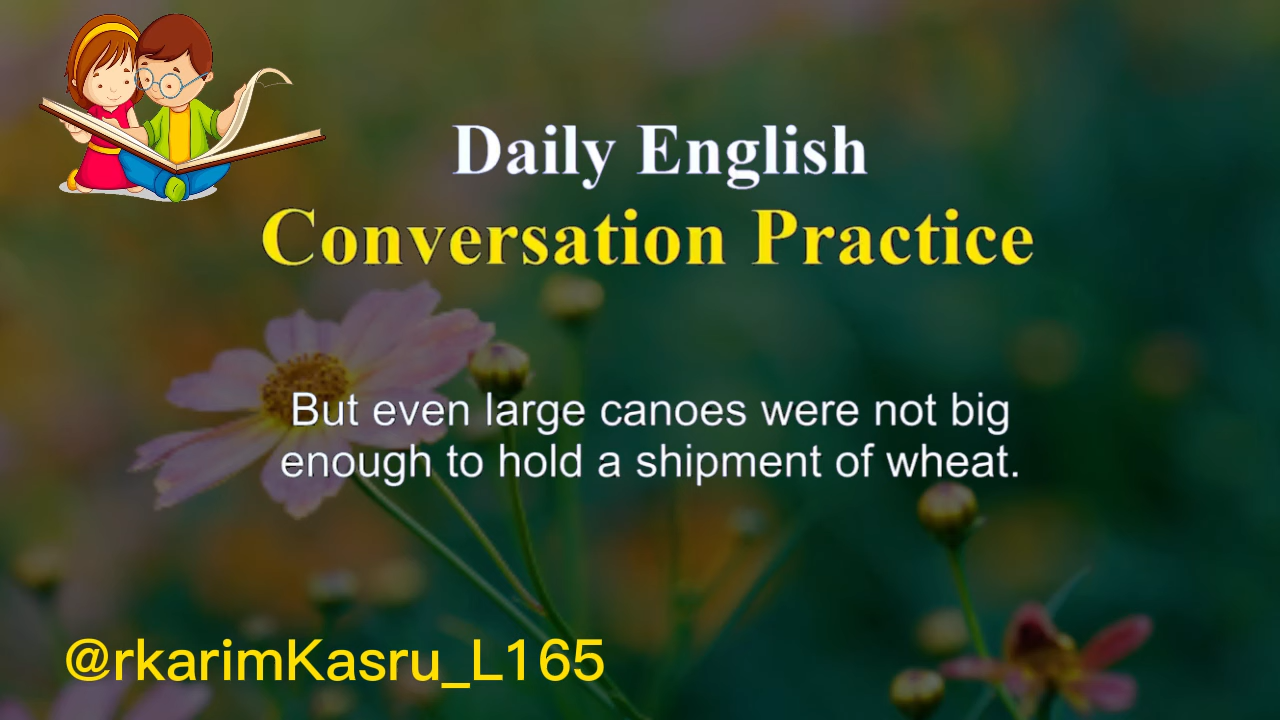 Daily English
Conversation Practice
But even large canoes were not big
enough to hold a shipment of wheat.
@rkarimKasru_L165